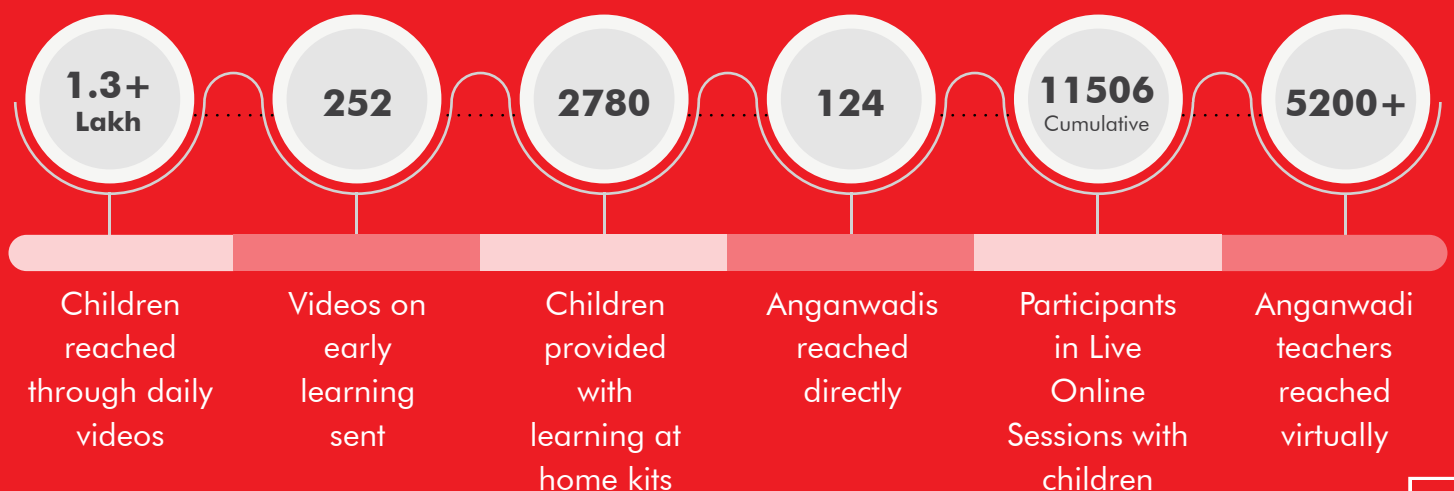 1.3+
Lakh
252
2780
124
11506
Cumulative
5200+
Children
reached
through daily
videos
Videos on
early
learning
sent
Children
provided
with
learning at
home kits
Anganwadis
reached
directly
Participants
in Live
Online
Sessions with
children
Anganwadi
teachers
reached
virtually